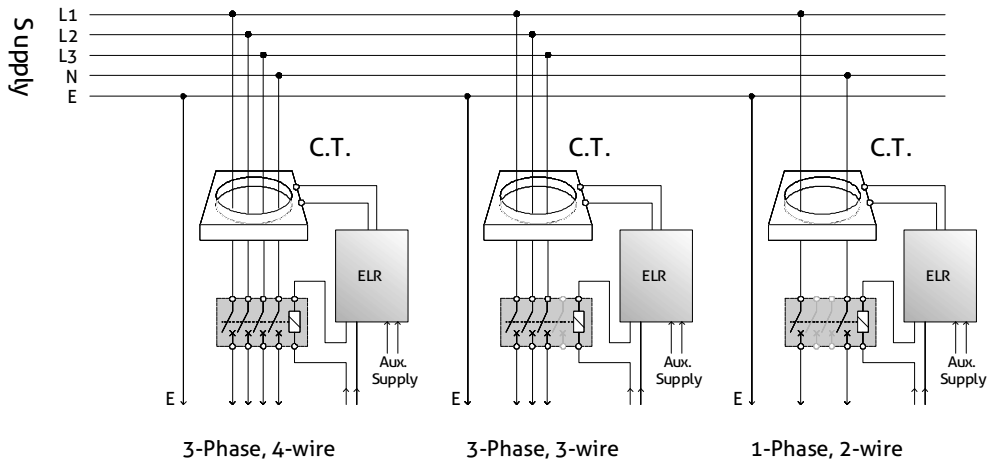 Supply
L1
L2
L3
N
E
C.T.
C.T.
C.T.
ELR
ELR
ELR
Aux.
Supply
Aux.
Supply
Aux.
Supply
E
E
E
3-Phase, 4-wire
3-Phase, 3-wire
1-Phase, 2-wire